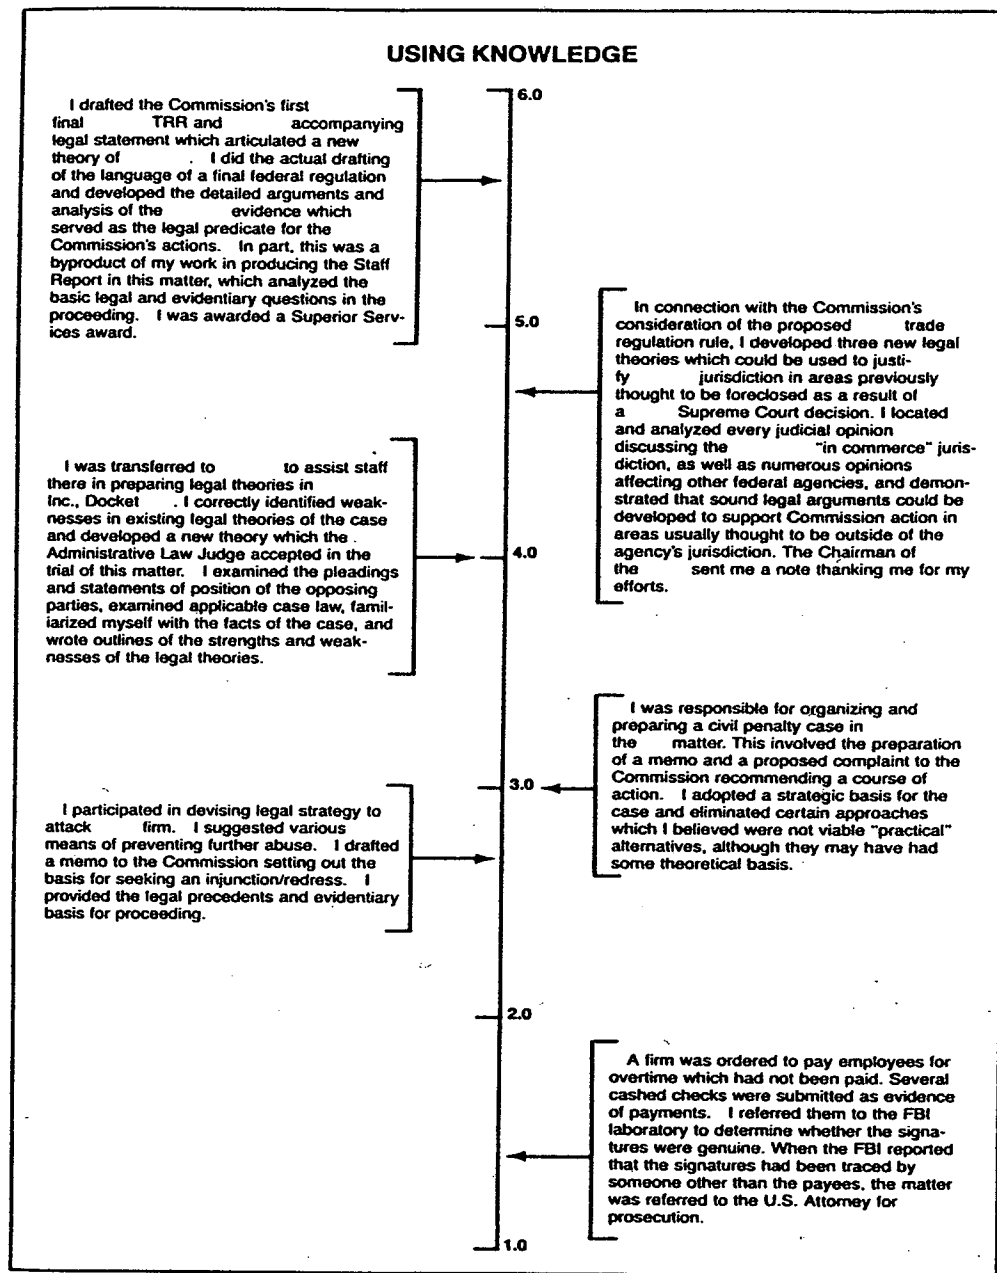 USING KNOWLEDGE
6.0
I drafted the Commission's first
final TRR and accompanying
legal statement which articulated a new
theory of . I did the actual drafting
of the language of a final federal regulation
and developed the detailed arguments and
analysis of the evidence which
served as the legal predicate for the
Commission's actions. In part, this was a
byproduct of my work in producing the Staff
Report in this matter, which analyzed the
basic legal and evidentiary questions in the
proceeding. I was awarded a Superior Serv-
ices award.
5.0
In connection with the Commission's
consideration of the proposed trade
regulation rule, I developed three new legal
theories which could be used to justi-
fy jurisdiction in areas previously
thought to be foreclosed as a result of
a Supreme Court decision. I located
and analyzed every judicial opinion
discussing the "in commerce" juris-
diction, as well as numerous opinions
affecting other federal agencies, and demon-
strated that sound legal arguments could be
developed to support Commission action in
areas usually thought to be outside of the
agency's jurisdiction. The Chairman of
the sent me a note thanking me for my
efforts.
I was transferred to to assist staff
there in preparing legal theories in
Inc., Docket . I correctly identified weak-
nesses in existing legal theories of the case
and developed a new theory which the
Administrative Law Judge accepted in the
trial of this matter. I examined the pleadings
and statements of position of the opposing
parties, examined applicable case law, famil-
iarized myself with the facts of the case, and
wrote outlines of the strengths and weak-
nesses of the legal theories.
4.0
I was responsible for organizing and
preparing a civil penalty case in
the matter. This involved the preparation
of a memo and a proposed complaint to the
Commission recommending a course of
action. I adopted a strategic basis for the
case and eliminated certain approaches
which I believed were not viable "practical"
alternatives, although they may have had
some theoretical basis.
3.0
I participated in devising legal strategy to
attack firm. I suggested various
means of preventing further abuse. I drafted
a memo to the Commission setting out the
basis for seeking an injunction/redress. I
provided the legal precedents and evidentiary
basis for proceeding.
2.0
A firm was ordered to pay employees for
overtime which had not been paid. Several
cashed checks were submitted as evidence
of payments. I referred them to the FBI
laboratory to determine whether the signa-
tures were genuine. When the FBI reported
that the signatures had been traced by
someone other than the payees, the matter
was referred to the U.S. Attorney for
prosecution.
1.0